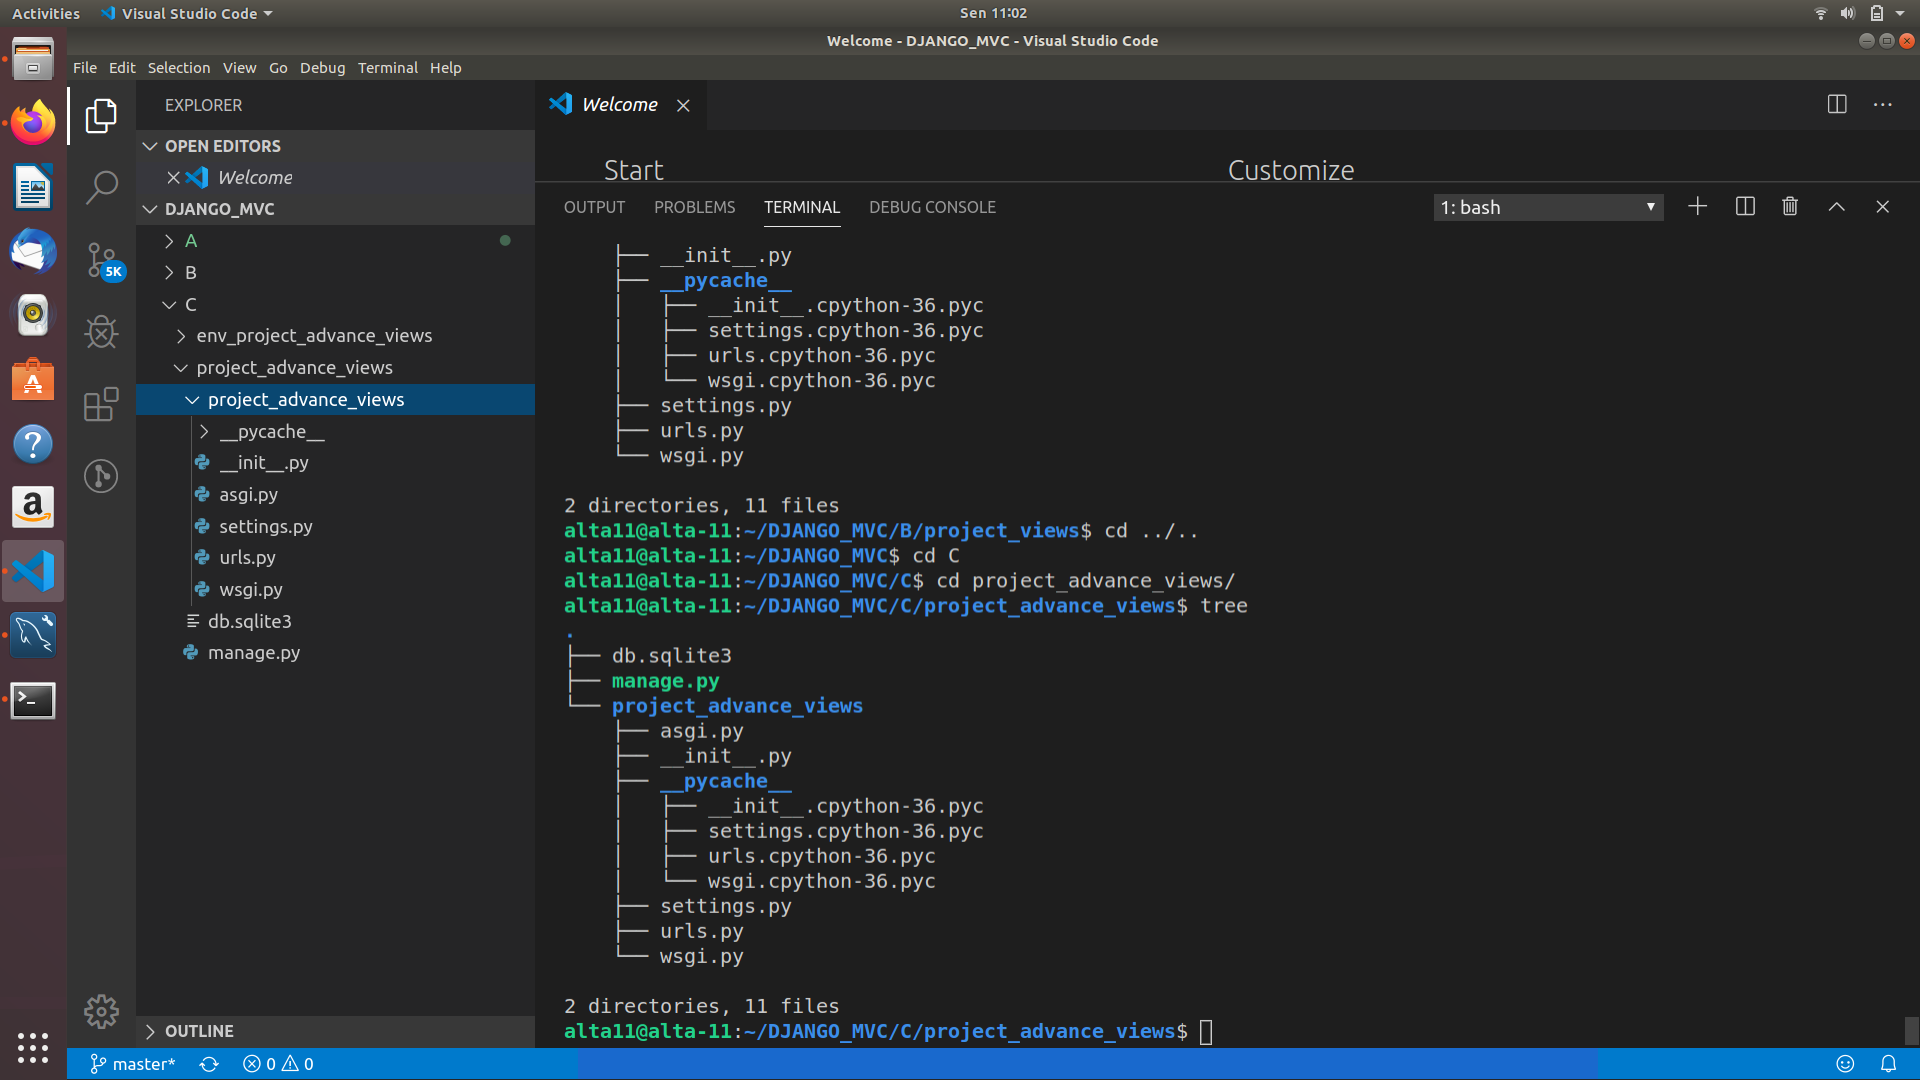 Activities Visual Studio Code Sen 11:02
Welcome - DJANGO_MVC - Visual Studio Code
File Edit Selection View Go Debug Terminal Help
EXPLORER
OPEN EDITORS
Welcome
DJANGO_MVC
A
B
C
env_project_advance_views
project_advance_views
project_advance_views
__pycache__
__init__.py
asgi.py
settings.py
urls.py
wsgi.py
db.sqlite3
manage.py
OUTLINE
5K
Welcome
Start Customize
OUTPUT PROBLEMS TERMINAL DEBUG CONSOLE 1: bash
├── __init__.py
├── __pycache__
│   ├── __init__.cpython-36.pyc
│   ├── settings.cpython-36.pyc
│   ├── urls.cpython-36.pyc
│   └── wsgi.cpython-36.pyc
├── settings.py
├── urls.py
└── wsgi.py
2 directories, 11 files
alta11@alta-11:~/DJANGO_MVC/B/project_views$ cd ../..
alta11@alta-11:~/DJANGO_MVC$ cd C
alta11@alta-11:~/DJANGO_MVC/C$ cd project_advance_views/
alta11@alta-11:~/DJANGO_MVC/C/project_advance_views$ tree
.
├── db.sqlite3
├── manage.py
└── project_advance_views
    ├── asgi.py
    ├── __init__.py
    ├── __pycache__
    │   ├── __init__.cpython-36.pyc
    │   ├── settings.cpython-36.pyc
    │   ├── urls.cpython-36.pyc
    │   └── wsgi.cpython-36.pyc
    ├── settings.py
    ├── urls.py
    └── wsgi.py
2 directories, 11 files
alta11@alta-11:~/DJANGO_MVC/C/project_advance_views$
master* 0 0